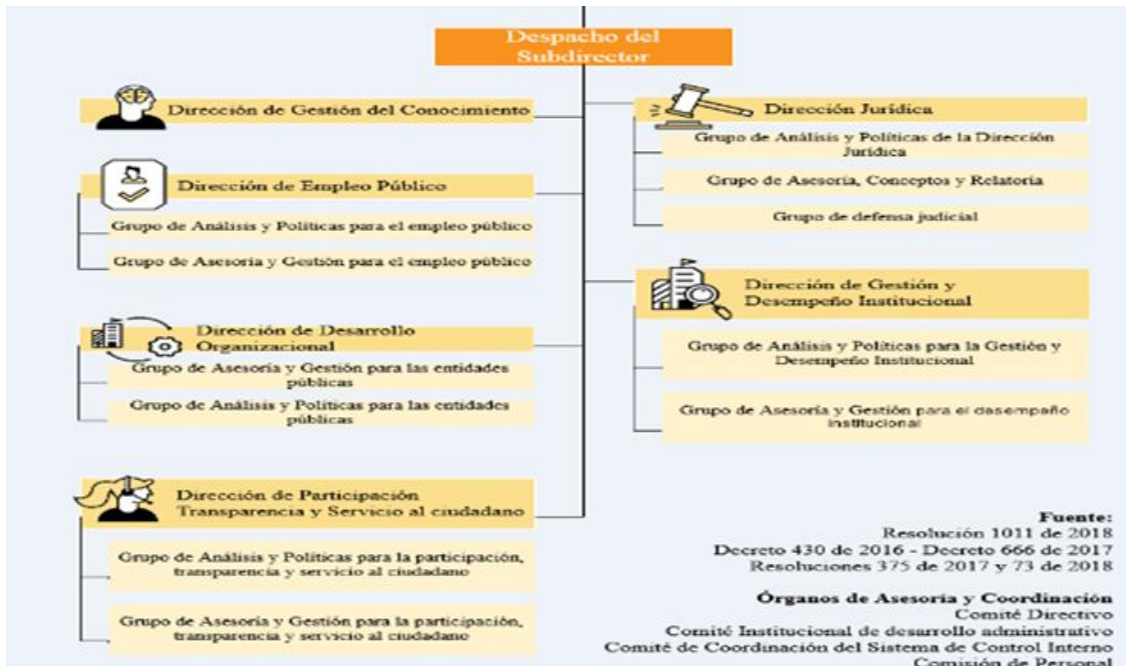 Despacho del
Subdirector
Dirección de Gestión del Conocimiento
Dirección de Empleo Público
Grupo de Análisis y Políticas para el empleo público
Grupo de Asesoría y Gestión para el empleo público
Dirección de Desarrollo
Organizacional
Grupo de Asesoría y Gestión para las entidades
públicas
Grupo de Análisis y Políticas para las entidades
públicas
Dirección de Participación
Transparencia y Servicio al ciudadano
Grupo de Análisis y Políticas para la participación,
transparencia y servicio al ciudadano
Grupo de Asesoría y Gestión para la participación,
transparencia y servicio al ciudadano
Dirección Jurídica
Grupo de Análisis y Políticas de la Dirección
Jurídica
Grupo de Asesoría, Conceptos y Relatoría
Grupo de defensa judicial
Dirección de Gestión y
Desempeño Institucional
Grupo de Análisis y Políticas para la Gestión y
Desempeño Institucional
Grupo de Asesoría y Gestión para el desempeño
institucional
Fuente:
Resolución 1011 de 2018
Decreto 430 de 2016 - Decreto 666 de 2017
Resoluciones 375 de 2017 y 73 de 2018
Órganos de Asesoría y Coordinación
Comité Directivo
Comité Institucional de desarrollo administrativo
Comité de Coordinación del Sistema de Control Interno
Comisión de Personal